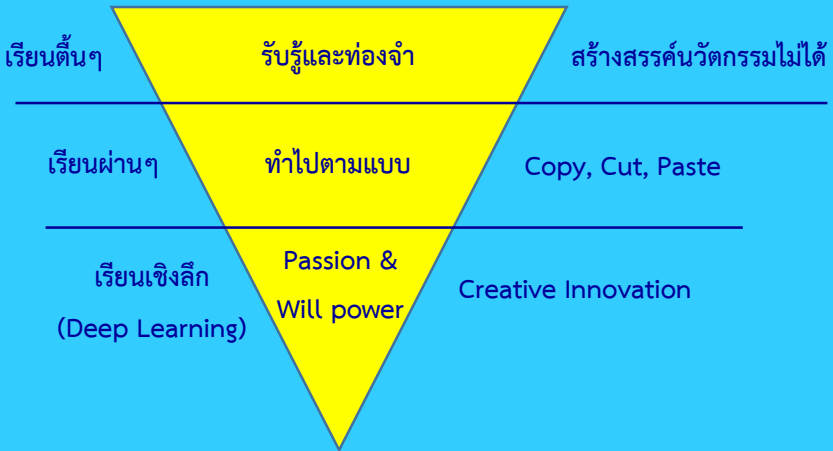 เรียนตื้นๆ
รับรู้และท่องจำ
สร้างสรรค์นวัตกรรมไม่ได้
เรียนผ่านๆ
ทำไปตามแบบ
Copy, Cut, Paste
เรียนเชิงลึก
(Deep Learning)
Passion &
Will power
Creative Innovation